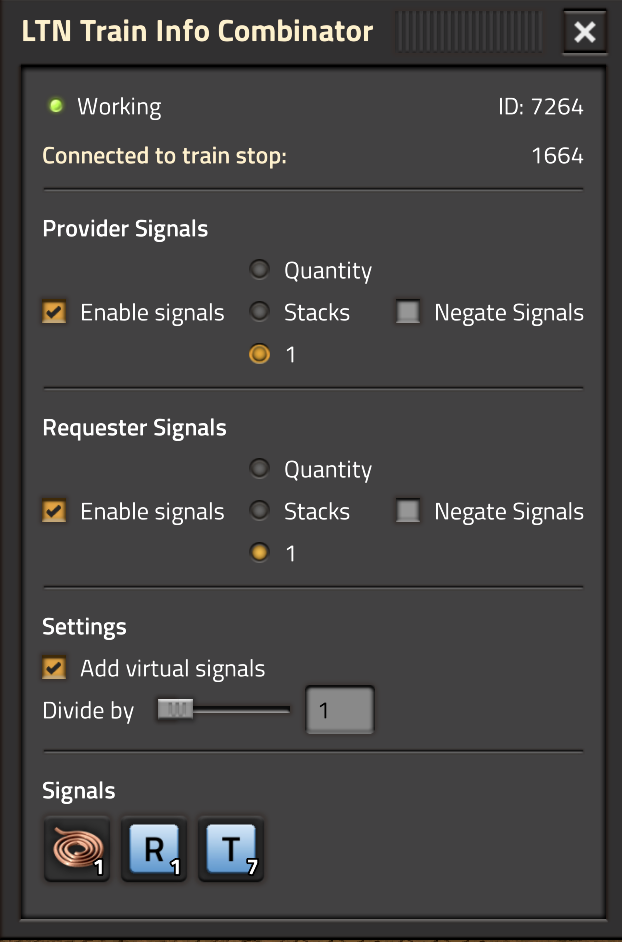 LTN Train Info Combinator
Working ID: 7264
Connected to train stop: 1664
Provider Signals
Quantity
Enable signals Stacks Negate Signals
1
Requester Signals
Quantity
Enable signals Stacks Negate Signals
1
Settings
Add virtual signals
Divide by 1
Signals
1 R 1 T 7